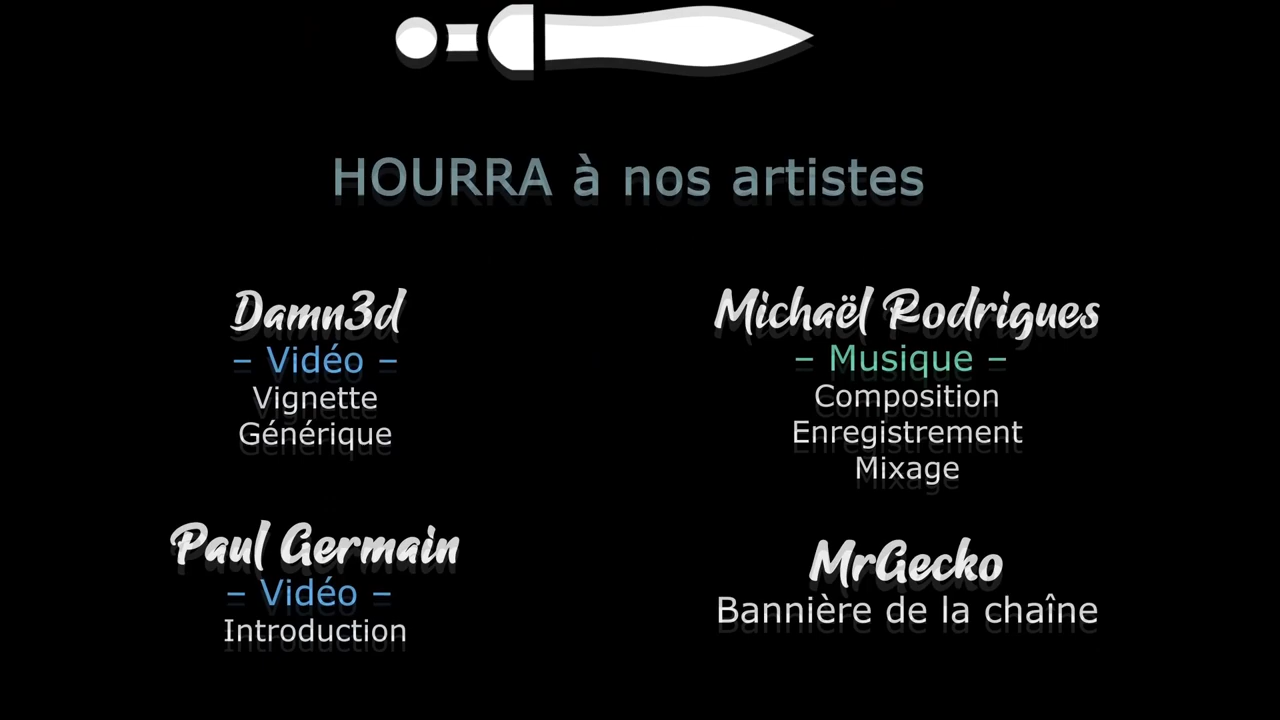 HOURRA à nos artistes
Damn3d
– Vidéo –
Vignette
Générique
Michaël Rodrigues
– Musique –
Composition
Enregistrement
Mixage
Paul Germain
– Vidéo –
Introduction
MrGecko
Bannière de la chaîne